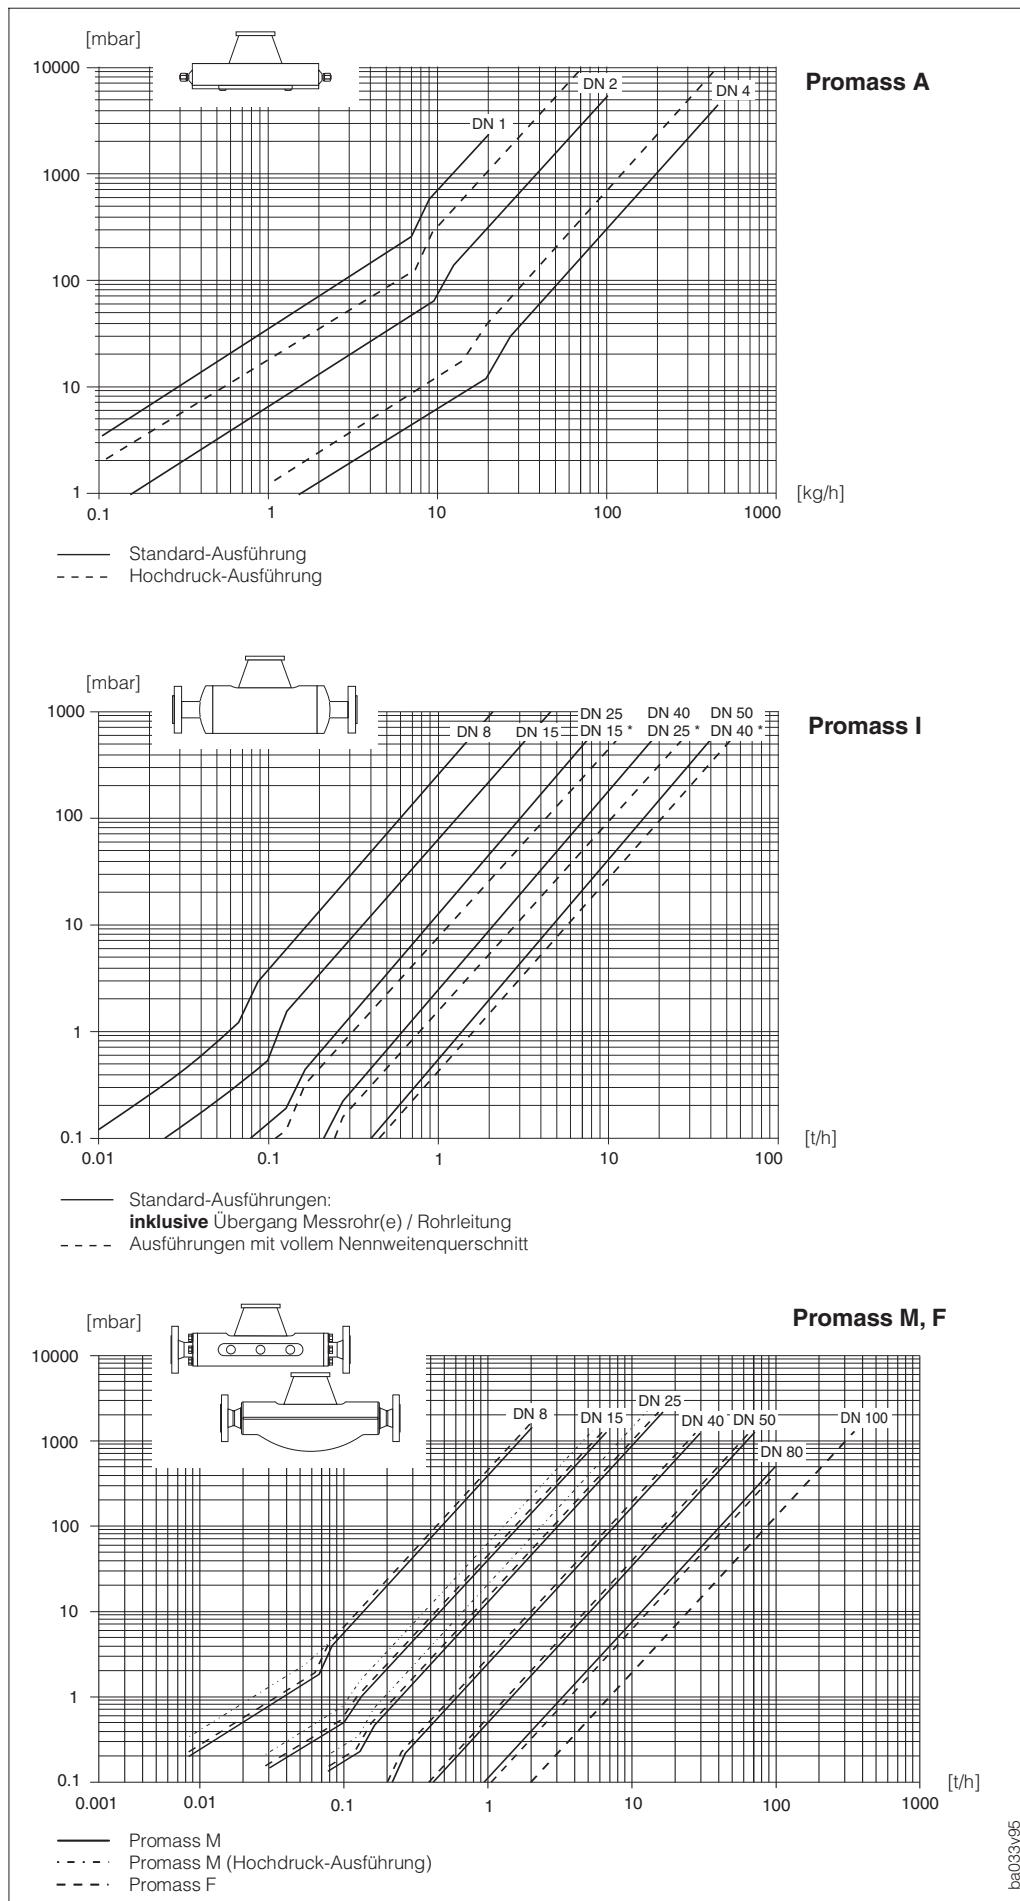 [mbar]
Promass A
10000
1000
100
10
1
DN 1
DN 2
DN 4
0.1
1
10
100
1000
[kg/h]
Standard-Ausführung
Hochdruck-Ausführung
[mbar]
Promass I
1000
100
10
1
0.1
DN 8
DN 15
DN 25
DN 15 *
DN 40
DN 25 *
DN 50
DN 40 *
0.01
0.1
1
10
100
[t/h]
Standard-Ausführungen:
inklusive Übergang Messrohr(e) / Rohrleitung
Ausführungen mit vollem Nennweitenquerschnitt
[mbar]
Promass M, F
10000
1000
100
10
1
0.1
DN 8
DN 15
DN 25
DN 40
DN 50
DN 80
DN 100
0.001
0.01
0.1
1
10
100
1000
[t/h]
Promass M
Promass M (Hochdruck-Ausführung)
Promass F
ba033y95